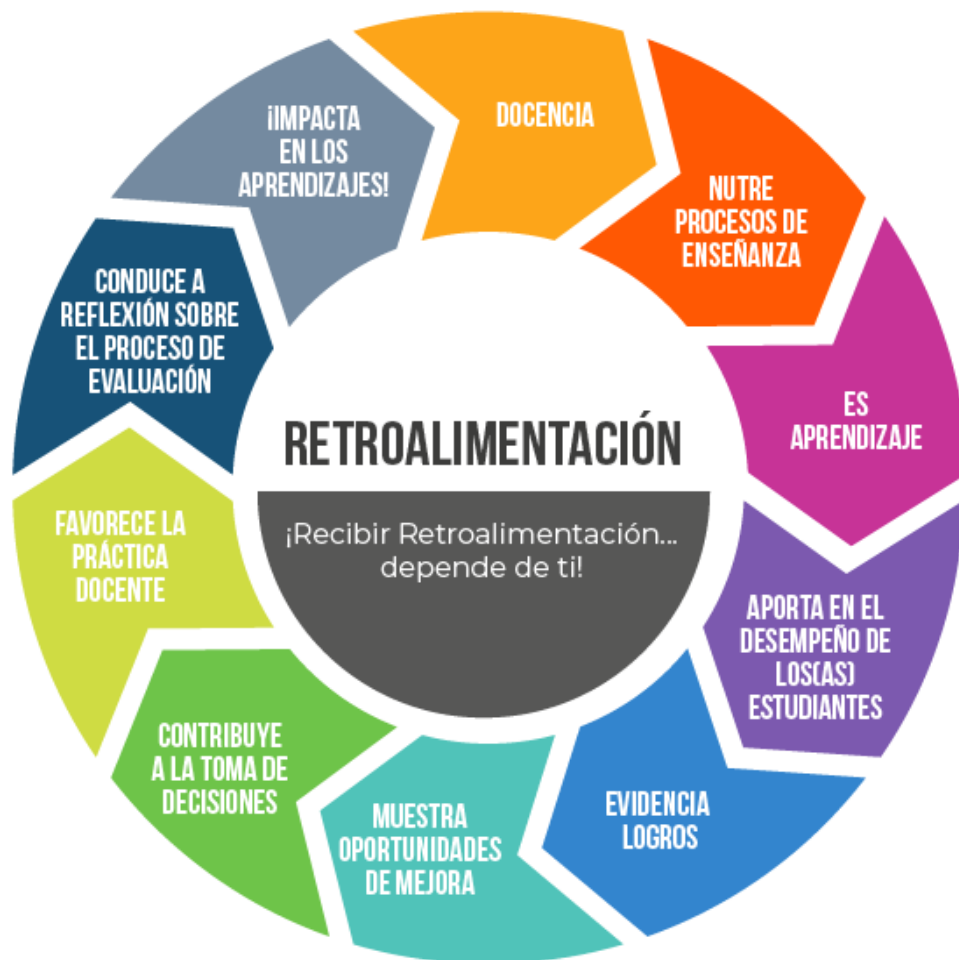 DOCENCIA
NUTRE
PROCESOS DE
ENSEÑANZA
ES
APRENDIZAJE
APORTA EN EL
DESEMPEÑO DE
LOS(AS)
ESTUDIANTES
EVIDENCIA
LOGROS
MUESTRA
OPORTUNIDADES
DE MEJORA
CONTRIBUYE
A LA TOMA DE
DECISIONES
FAVORECE LA
PRÁCTICA
DOCENTE
CONDUCE A
REFLEXIÓN SOBRE
EL PROCESO DE
EVALUACIÓN
¡IMPACTA
EN LOS
APRENDIZAJES!
RETROALIMENTACIÓN
¡Recibir Retroalimentación...
depende de ti!